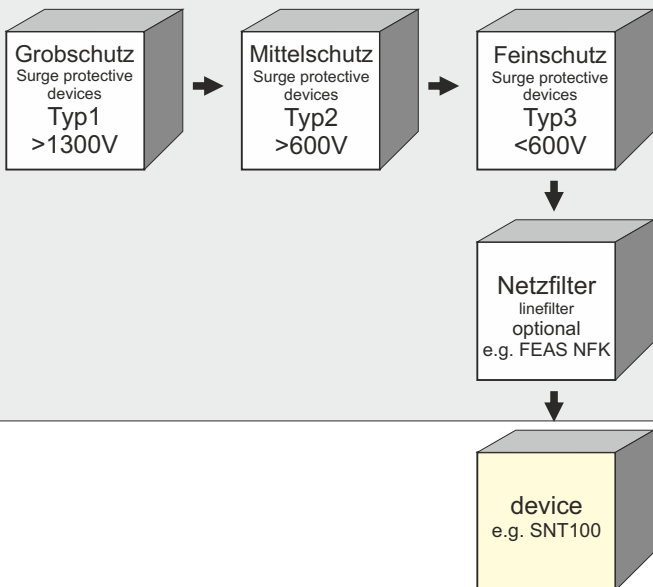 Grobschutz
Surge protective
devices
Typ1
>1300V
Mittelschutz
Surge protective
devices
Typ2
>600V
Feinschutz
Surge protective
devices
Typ3
<600V
Netzfilter
linefilter
optional
e.g. FEAS NFK
device
e.g. SNT100